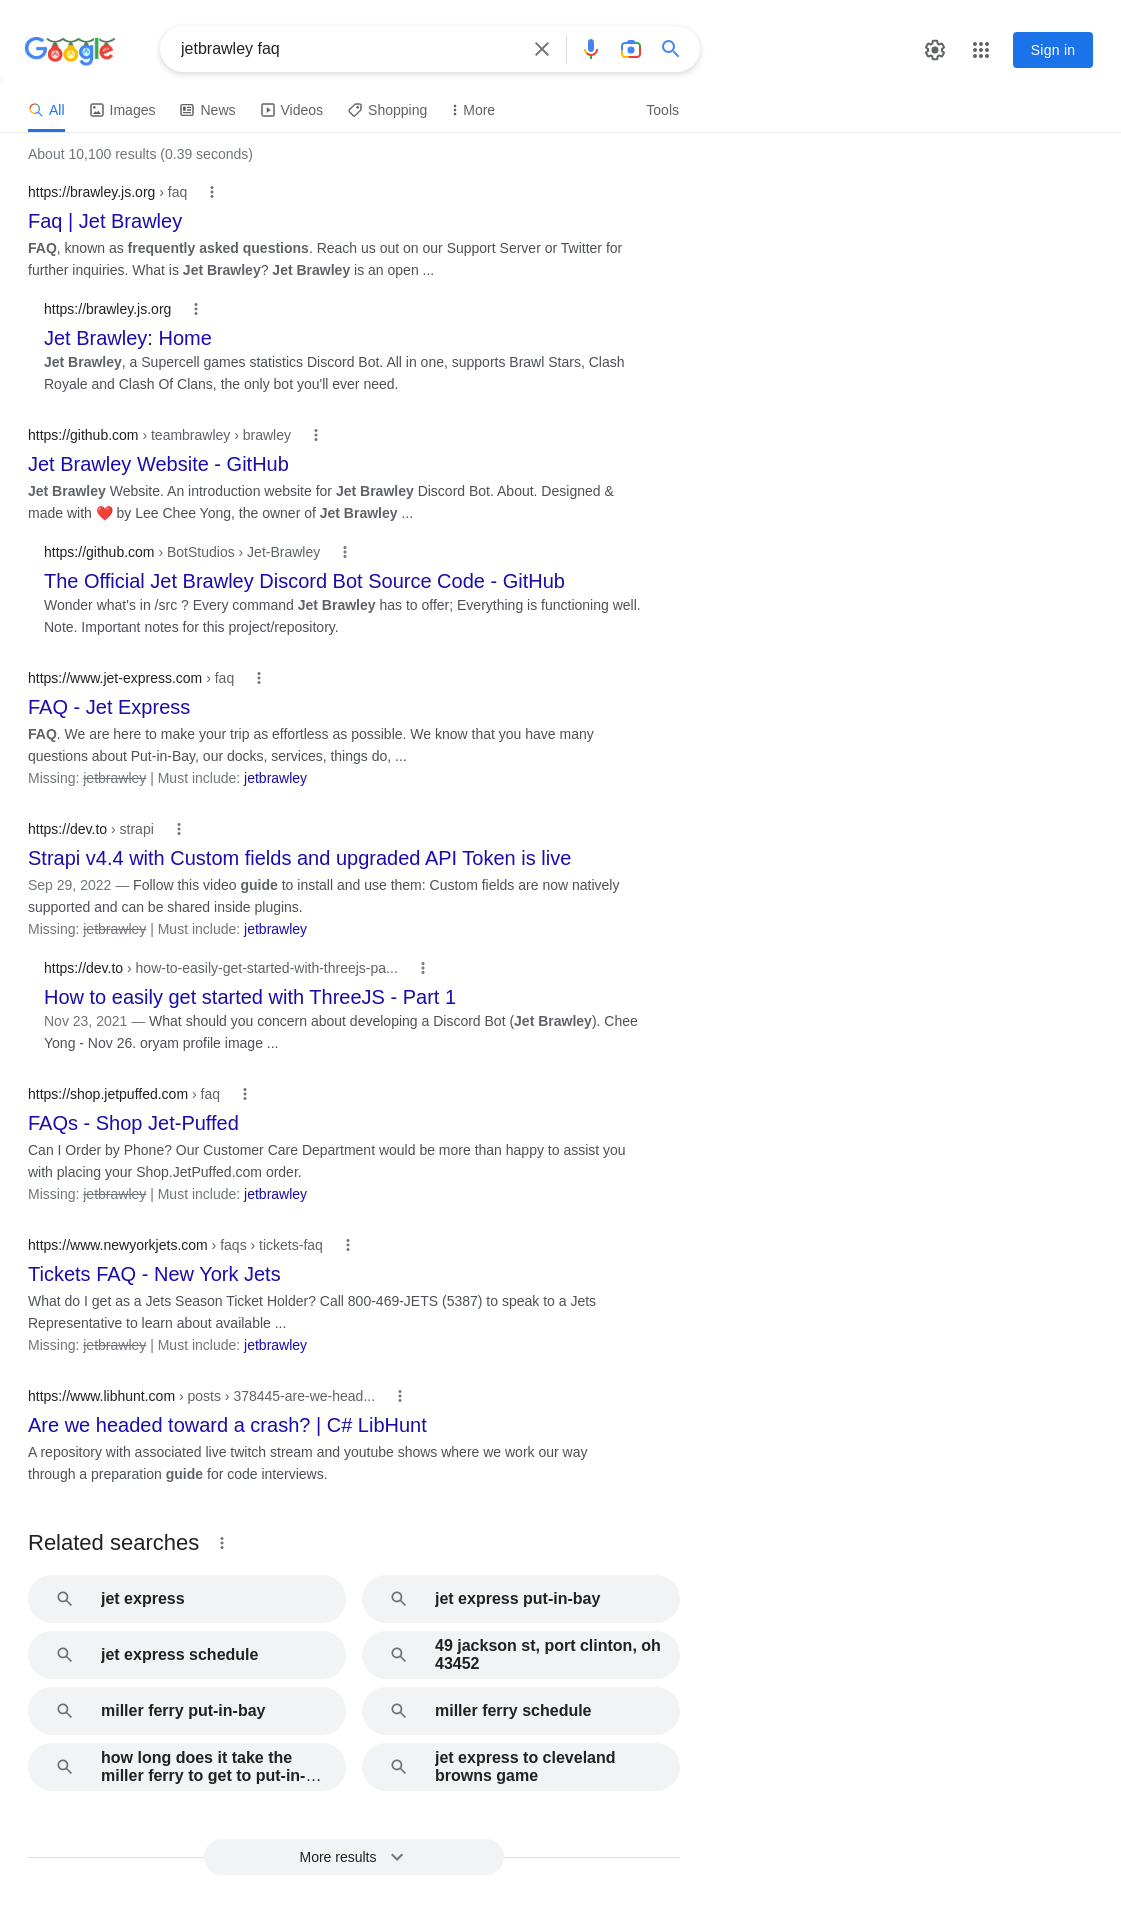 Google
jetbrawley faq
Sign in
All
Images
News
Videos
Shopping
More
Tools
About 10,100 results (0.39 seconds)
https://brawley.js.org › faq
Faq | Jet Brawley
FAQ, known as frequently asked questions. Reach us out on our Support Server or Twitter for
further inquiries. What is Jet Brawley? Jet Brawley is an open ...
https://brawley.js.org
Jet Brawley: Home
Jet Brawley, a Supercell games statistics Discord Bot. All in one, supports Brawl Stars, Clash
Royale and Clash Of Clans, the only bot you'll ever need.
https://github.com › teambrawley › brawley
Jet Brawley Website - GitHub
Jet Brawley Website. An introduction website for Jet Brawley Discord Bot. About. Designed &
made with ❤️ by Lee Chee Yong, the owner of Jet Brawley ...
https://github.com › BotStudios › Jet-Brawley
The Official Jet Brawley Discord Bot Source Code - GitHub
Wonder what's in /src ? Every command Jet Brawley has to offer; Everything is functioning well.
Note. Important notes for this project/repository.
https://www.jet-express.com › faq
FAQ - Jet Express
FAQ. We are here to make your trip as effortless as possible. We know that you have many
questions about Put-in-Bay, our docks, services, things do, ...
Missing: jetbrawley | Must include: jetbrawley
https://dev.to › strapi
Strapi v4.4 with Custom fields and upgraded API Token is live
Sep 29, 2022 — Follow this video guide to install and use them: Custom fields are now natively
supported and can be shared inside plugins.
Missing: jetbrawley | Must include: jetbrawley
https://dev.to › how-to-easily-get-started-with-threejs-pa...
How to easily get started with ThreeJS - Part 1
Nov 23, 2021 — What should you concern about developing a Discord Bot (Jet Brawley). Chee
Yong - Nov 26. oryam profile image ...
https://shop.jetpuffed.com › faq
FAQs - Shop Jet-Puffed
Can I Order by Phone? Our Customer Care Department would be more than happy to assist you
with placing your Shop.JetPuffed.com order.
Missing: jetbrawley | Must include: jetbrawley
https://www.newyorkjets.com › faqs › tickets-faq
Tickets FAQ - New York Jets
What do I get as a Jets Season Ticket Holder? Call 800-469-JETS (5387) to speak to a Jets
Representative to learn about available ...
Missing: jetbrawley | Must include: jetbrawley
https://www.libhunt.com › posts › 378445-are-we-head...
Are we headed toward a crash? | C# LibHunt
A repository with associated live twitch stream and youtube shows where we work our way
through a preparation guide for code interviews.
Related searches
jet express
jet express put-in-bay
jet express schedule
49 jackson st, port clinton, oh
43452
miller ferry put-in-bay
miller ferry schedule
how long does it take the
miller ferry to get to put-in-...
jet express to cleveland
browns game
More results